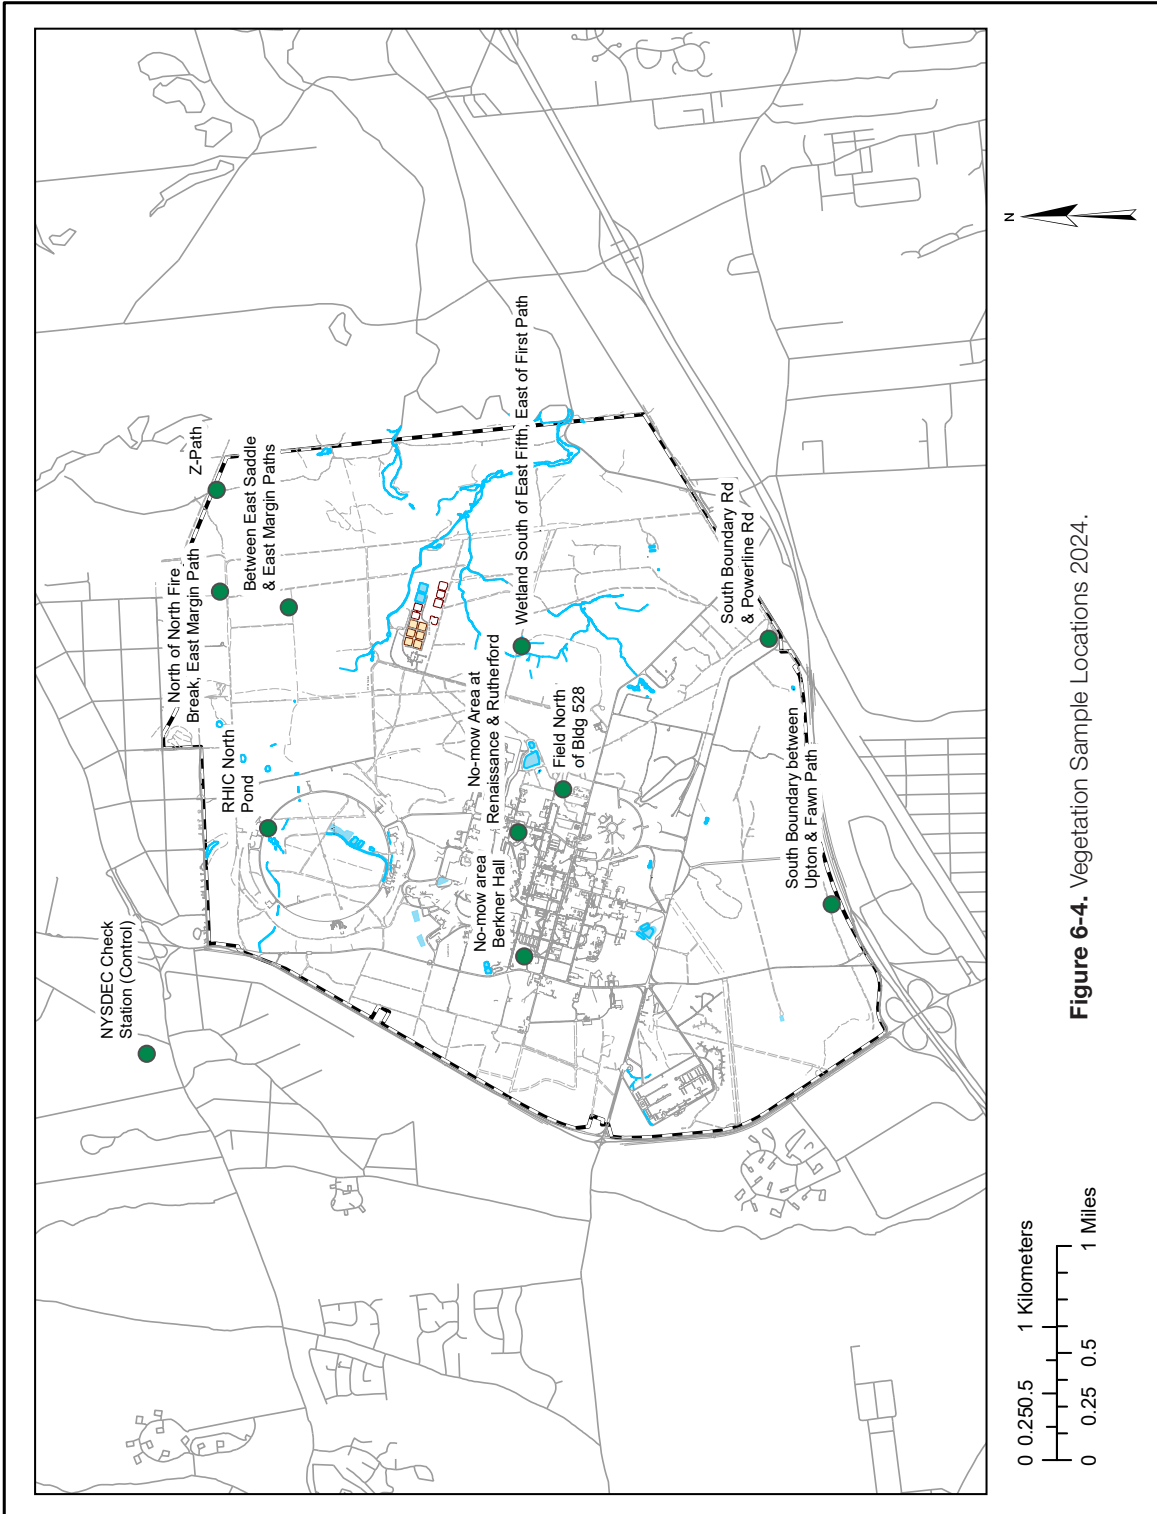 NYSDEC Check
Station (Control)
RHIC North
Pond
North of North Fire
Break, East Margin Path
Z-Path
Between East Saddle
& East Margin Paths
No-mow area
Berkner Hall
No-mow Area at
Renaissance & Rutherford
Field North
of Bldg 528
Wetland South of East Fifth, East of First Path
South Boundary Rd
& Powerline Rd
South Boundary between
Upton & Fawn Path
N
0 0.25 0.5 1 Kilometers
0 0.25 0.5 1 Miles
Figure 6-4. Vegetation Sample Locations 2024.